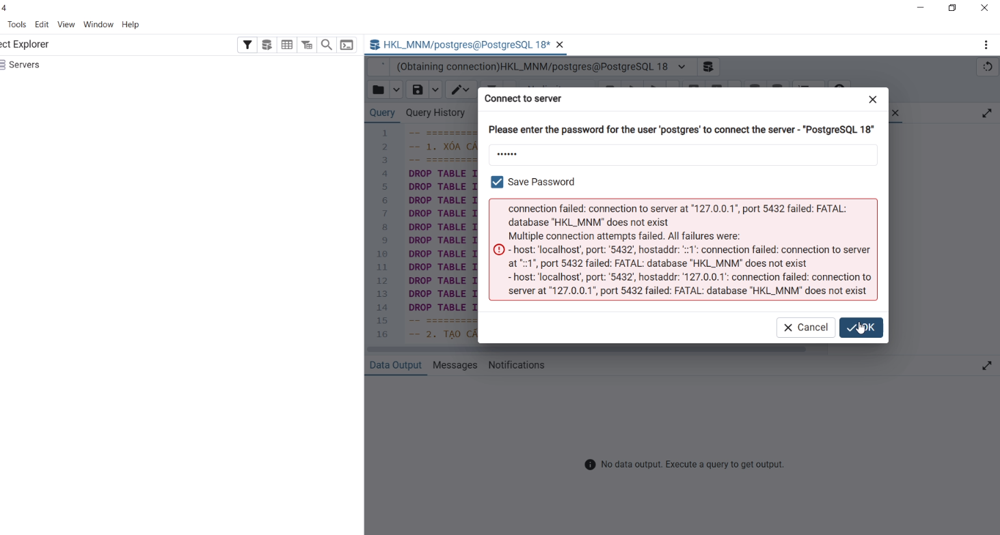 4
Tools Edit View Window Help
ect Explorer
HKL_MNM/postgres@PostgreSQL 18*
Servers
(Obtaining connection)HKL_MNM/postgres@PostgreSQL 18
Connect to server
Query Query History
Please enter the password for the user 'postgres' to connect the server - "PostgreSQL 18"
••••••
Save Password
1 -- =========
2 -- 1. XÓA CÁ
3 -- =========
4 DROP TABLE I
5 DROP TABLE I
6 DROP TABLE I
7 DROP TABLE I
8 DROP TABLE I
9 DROP TABLE I
10 DROP TABLE I
11 DROP TABLE I
12 DROP TABLE I
13 DROP TABLE I
14 DROP TABLE I
15 -- =========
16 -- 2. TẠO CÁ
connection failed: connection to server at "127.0.0.1", port 5432 failed: FATAL:
database "HKL_MNM" does not exist
Multiple connection attempts failed. All failures were:
- host: 'localhost', port: '5432', hostaddr: '::1': connection failed: connection to server
at "::1", port 5432 failed: FATAL: database "HKL_MNM" does not exist
- host: 'localhost', port: '5432', hostaddr: '127.0.0.1': connection failed: connection to
server at "127.0.0.1", port 5432 failed: FATAL: database "HKL_MNM" does not exist
Cancel OK
Data Output Messages Notifications
No data output. Execute a query to get output.